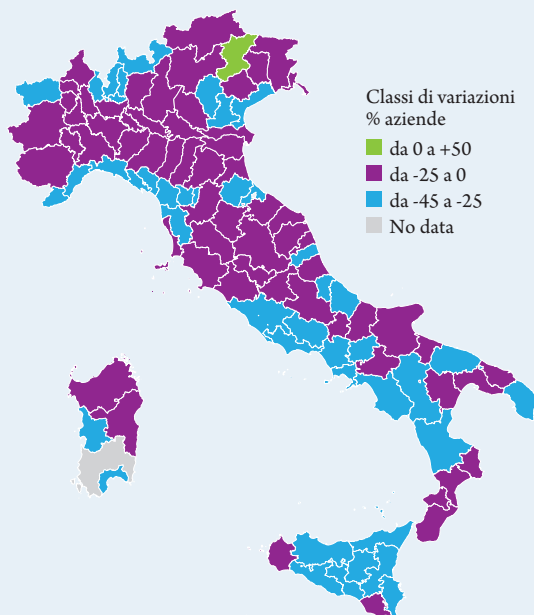 Classi di variazioni
% aziende
da 0 a +50
da -25 a 0
da -45 a -25
No data